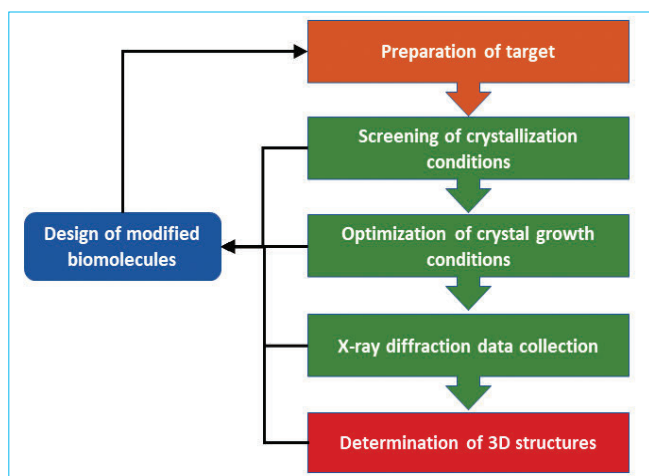 Preparation of target
Screening of crystallization
conditions
Design of modified
biomolecules
Optimization of crystal growth
conditions
X-ray diffraction data collection
Determination of 3D structures